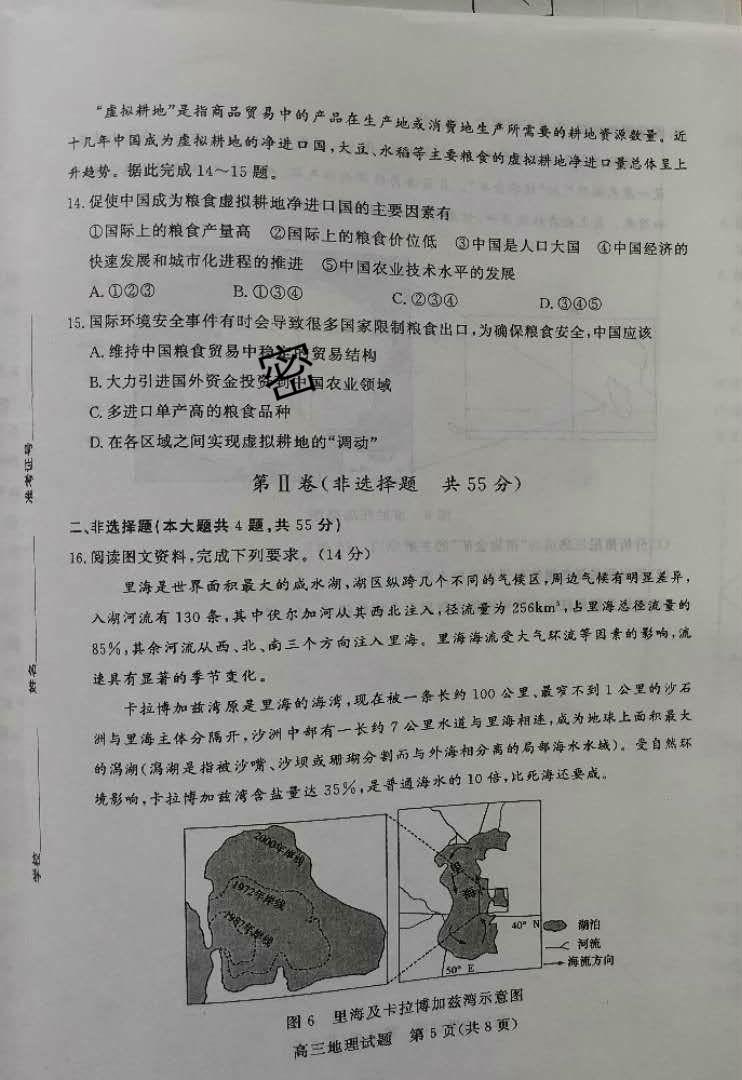 “虚拟耕地”是指商品贸易中的产品在生产地或消费地生产所需要的耕地资源数量。近
十几年中国成为虚拟耕地的净进口国,大豆、水稻等主要粮食的虚拟耕地净进口量总体呈上
升趋势。据此完成14～15题。
14.促使中国成为粮食虚拟耕地净进口国的主要因素有
①国际上的粮食产量高 ②国际上的粮食价位低 ③中国是人口大国 ④中国经济的
快速发展和城市化进程的推进 ⑤中国农业技术水平的发展
A.①②③ B.①③④ C.②③④ D.③④⑤
15.国际环境安全事件有时会导致很多国家限制粮食出口,为确保粮食安全,中国应该
A.维持中国粮食贸易中稳定的贸易结构
B.大力引进国外资金投资到中国农业领域
密
C.多进口单产高的粮食品种
D.在各区域之间实现虚拟耕地的“调动”
第Ⅱ卷(非选择题 共55分)
二、非选择题(本大题共4题,共55分)
16.阅读图文资料,完成下列要求。(14分)
里海是世界面积最大的咸水湖,湖区纵跨几个不同的气候区,周边气候有明显差异,
入湖河流有130条,其中伏尔加河从其西北注入,径流量为256km³,占里海总径流量的
85%,其余河流从西、北、南三个方向注入里海。里海海流受大气环流等因素的影响,流
速具有显著的季节变化。
卡拉博加兹湾原是里海的海湾,现在被一条长约100公里、最窄不到1公里的沙石
洲与里海主体分隔开,沙洲中部有一长约7公里水道与里海相连,成为地球上面积最大
的潟湖(潟湖是指被沙嘴、沙坝或珊瑚分割而与外海相分离的局部海水水域)。受自然环
境影响,卡拉博加兹湾含盐量达35%,是普通海水的10倍,比死海还要咸。
2000年岸线
1972年岸线
1987年岸线
里
海
40° N
50° E
湖泊
河流
海流方向
图6 里海及卡拉博加兹湾示意图
高三地理试题 第5页(共8页)
准考证号
姓名
学校